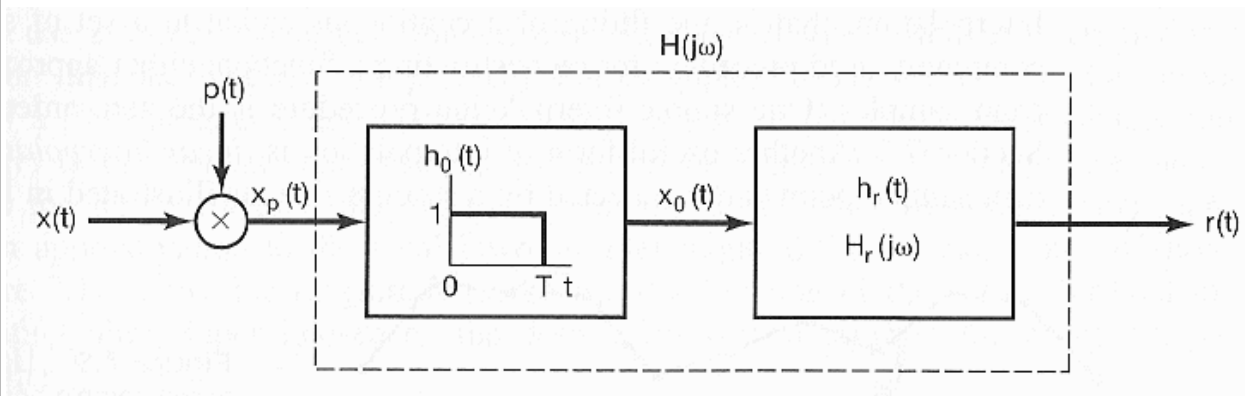 H(jω)
p(t)
h₀(t)
1
0
T
t
x(t)
×
xₚ(t)
x₀(t)
hᵣ(t)
Hᵣ(jω)
r(t)